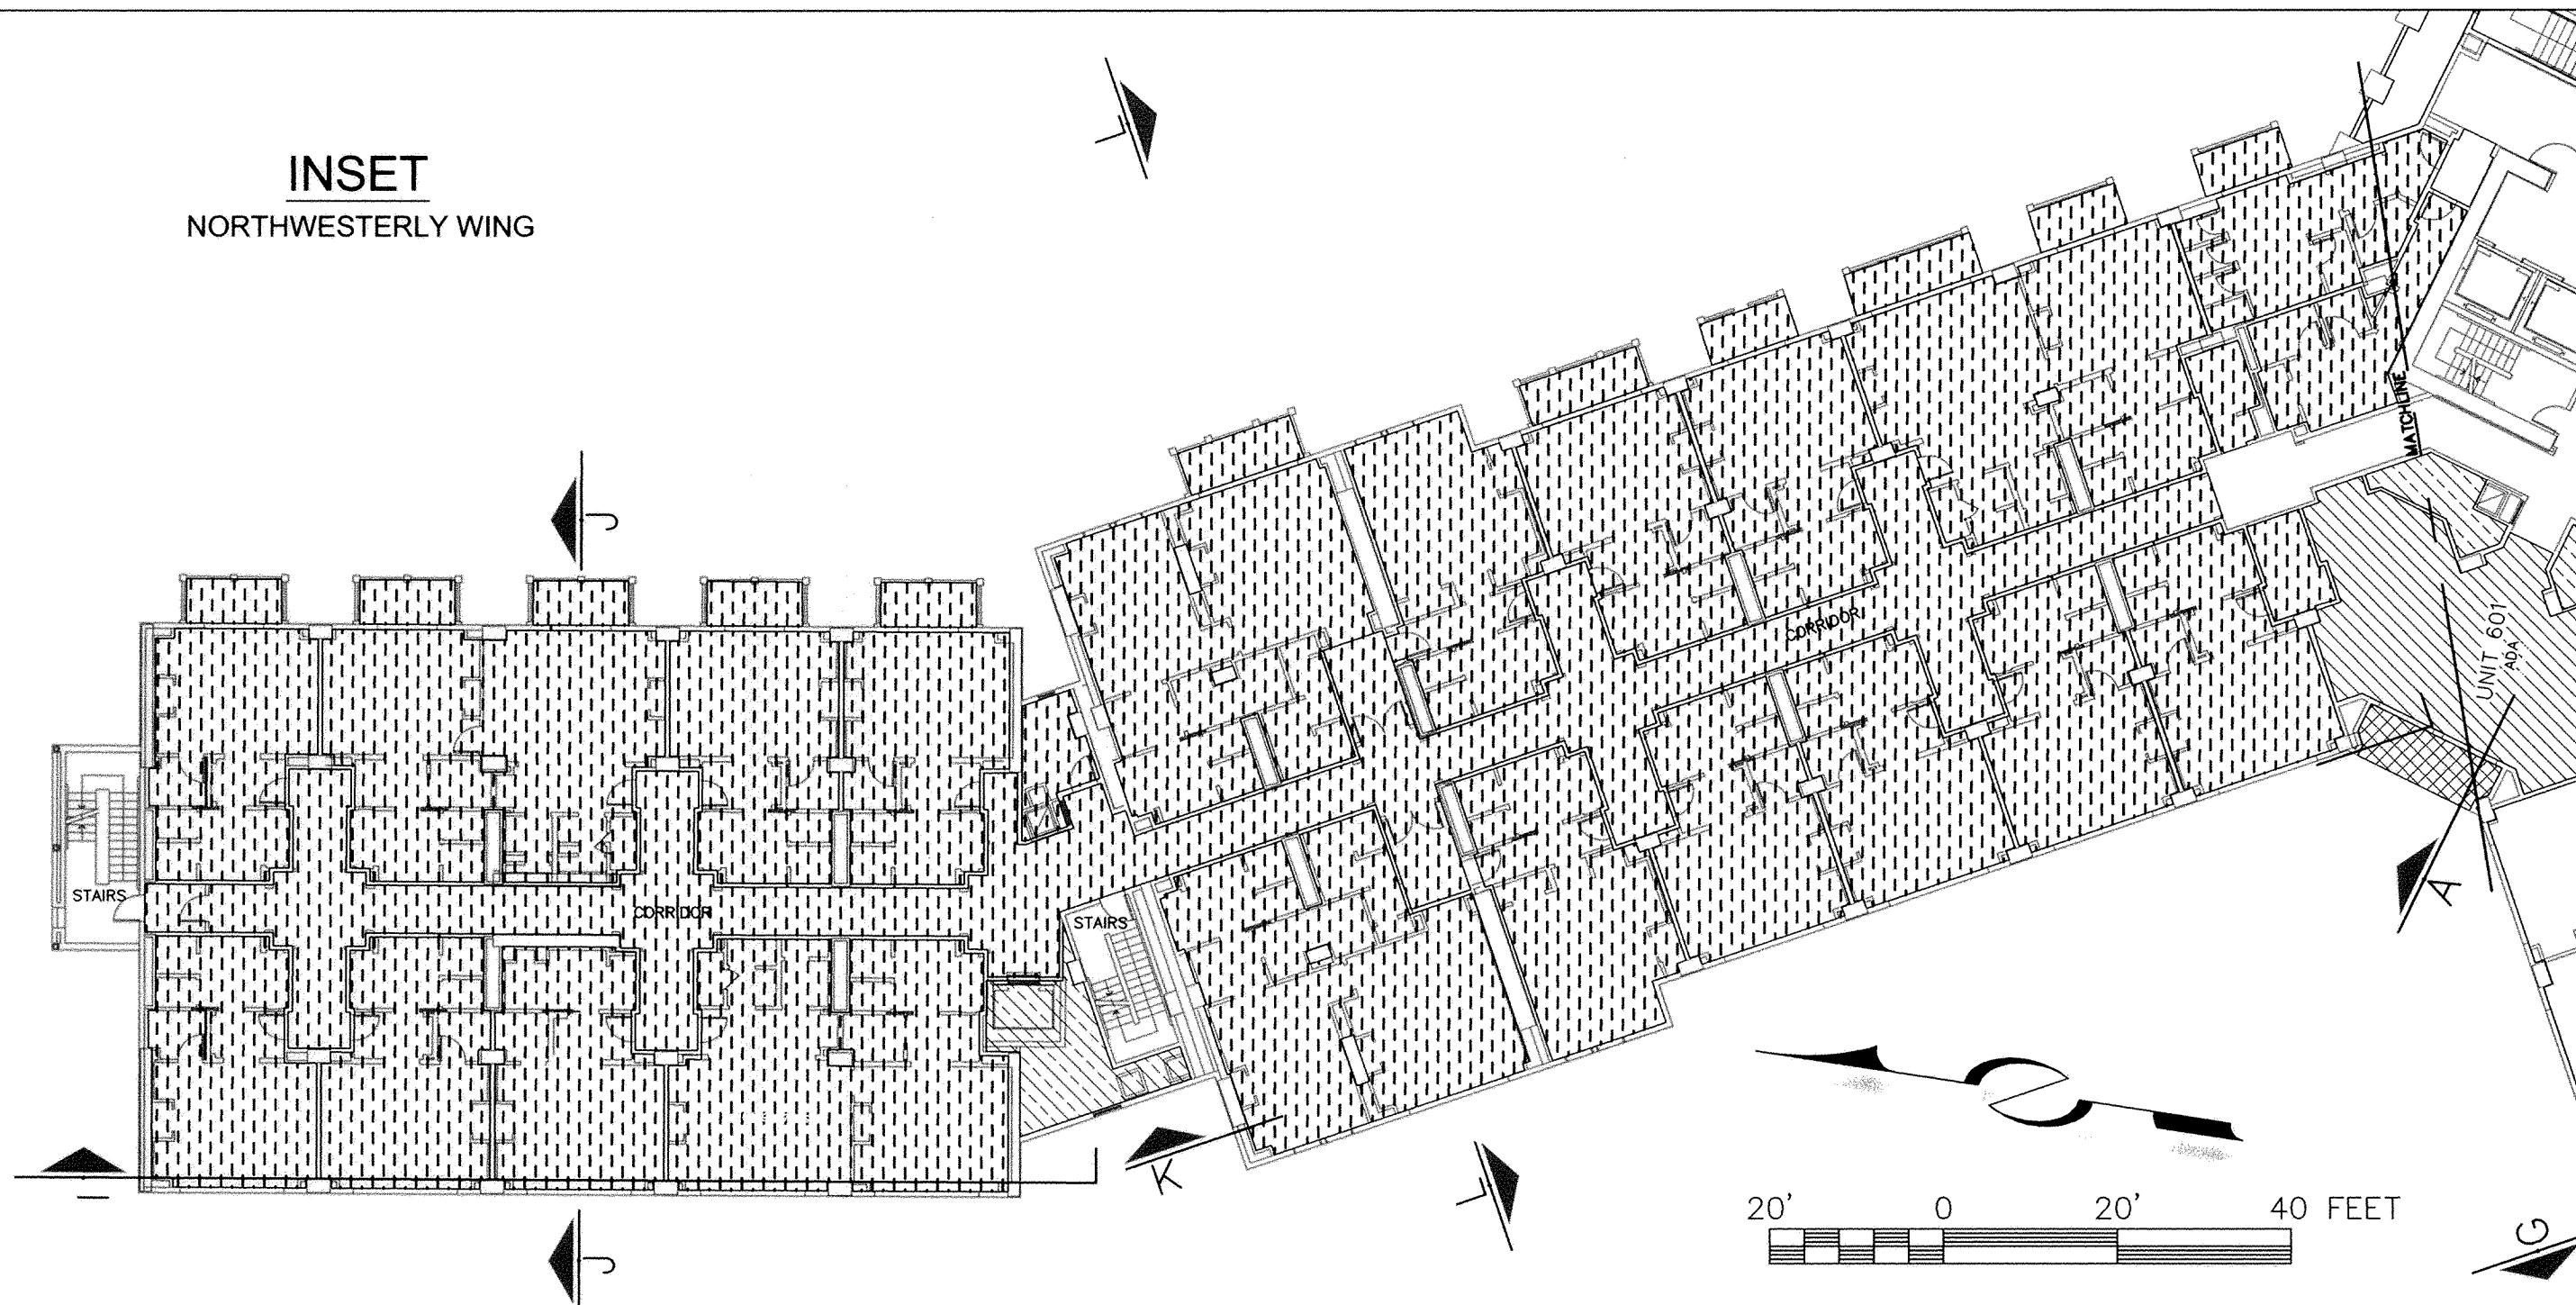 INSET
NORTHWESTERLY WING
L
J
MATCHLINE
CORRIDOR
UNIT 601
ADA
STAIRS
CORRIDOR
STAIRS
A
K
L
I
J
20' 0 20' 40 FEET
G